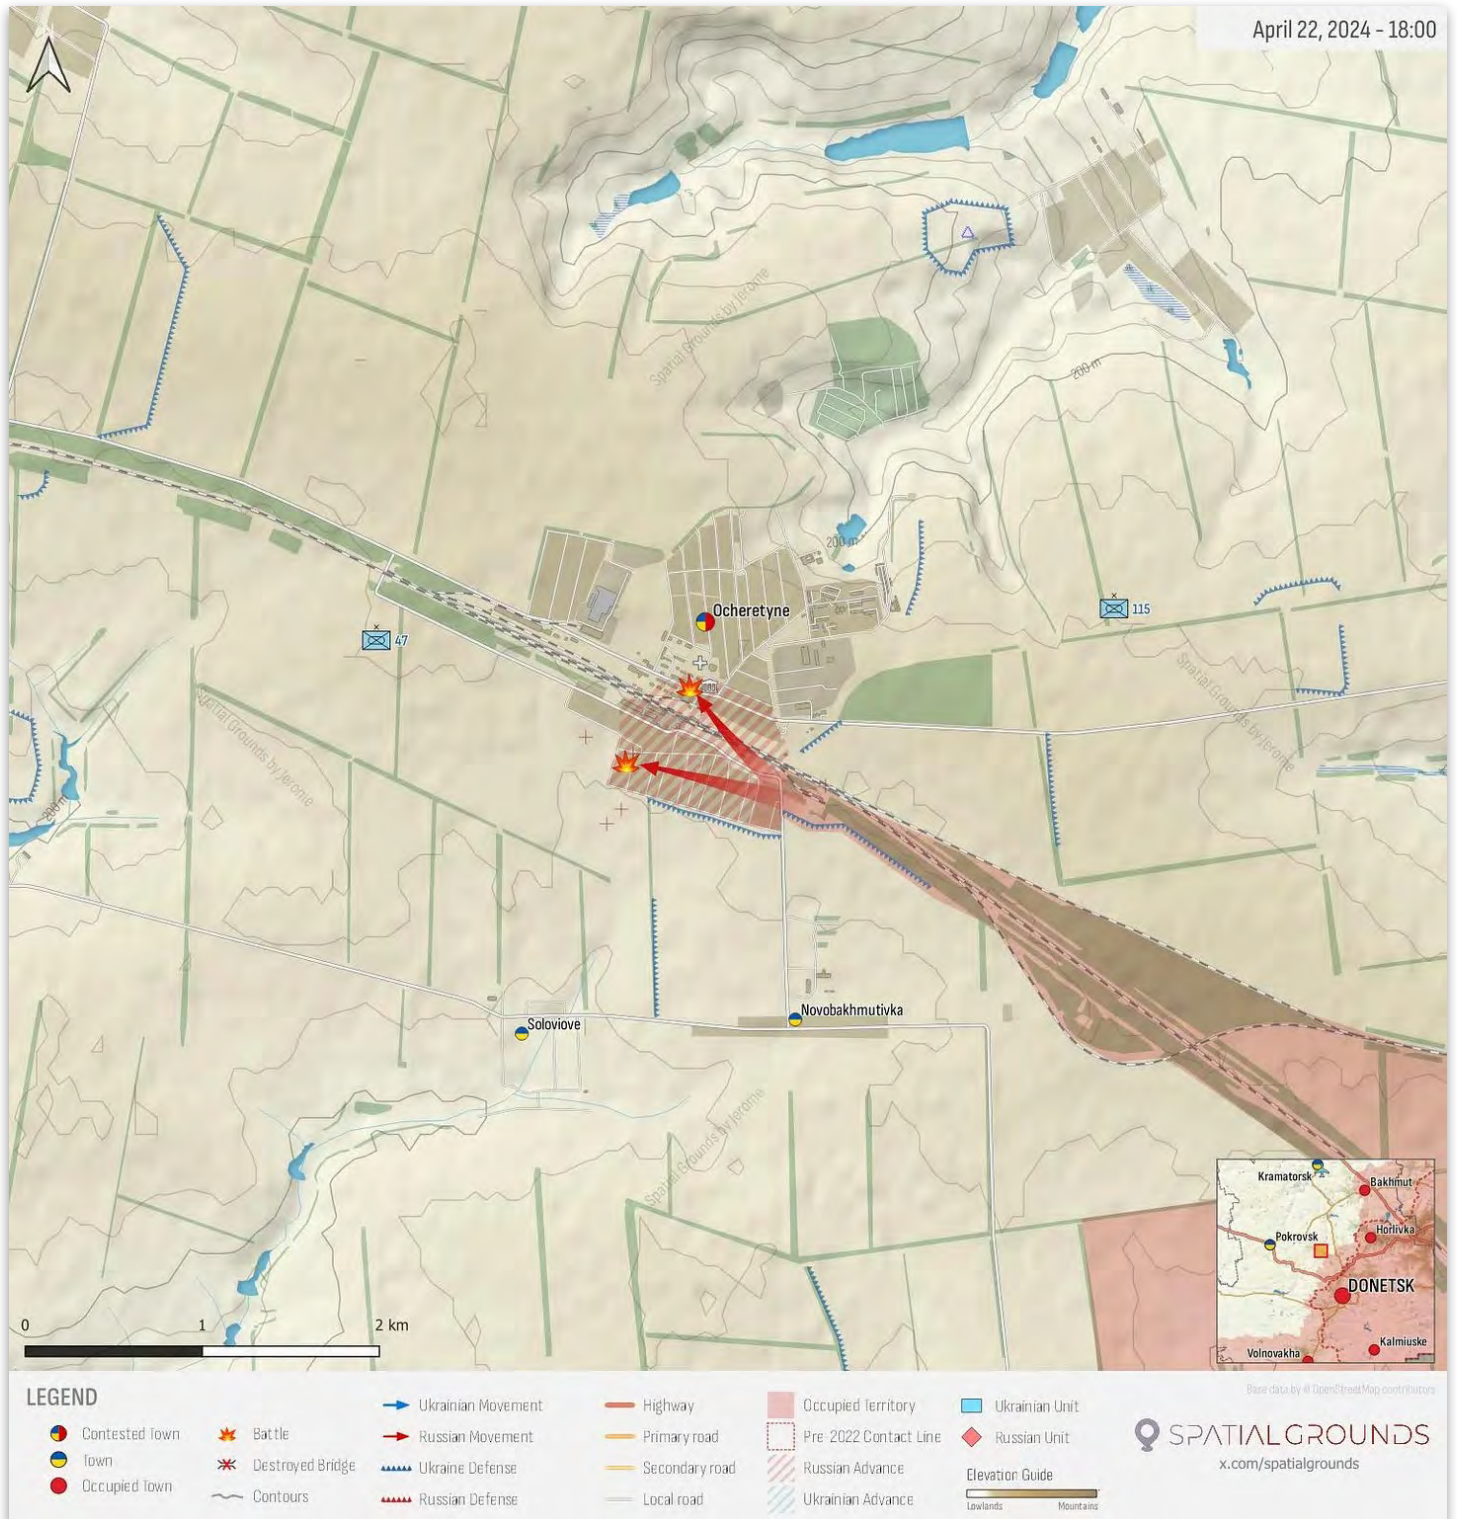 April 22, 2024 - 18:00
Spatial Grounds by Jerome
200 m
200 m
Ocheretyne
47
115
Spatial Grounds by Jerome
Spatial Grounds by Jerome
200 m
Soloviove
Novobakhmutivka
Spatial Grounds by Jerome
Kramatorsk
Bakhmut
Pokrovsk
Horlivka
DONETSK
Kalmiuske
Volnovakha
0 1 2 km
LEGEND
Contested Town
Town
Occupied Town
Battle
Destroyed Bridge
Contours
Ukrainian Movement
Russian Movement
Ukraine Defense
Russian Defense
Highway
Primary road
Secondary road
Local road
Occupied Territory
Pre-2022 Contact Line
Russian Advance
Ukrainian Advance
Ukrainian Unit
Russian Unit
Elevation Guide
Lowlands Mountains
Base data by © OpenStreetMap contributors
SPATIALGROUNDS
x.com/spatialgrounds